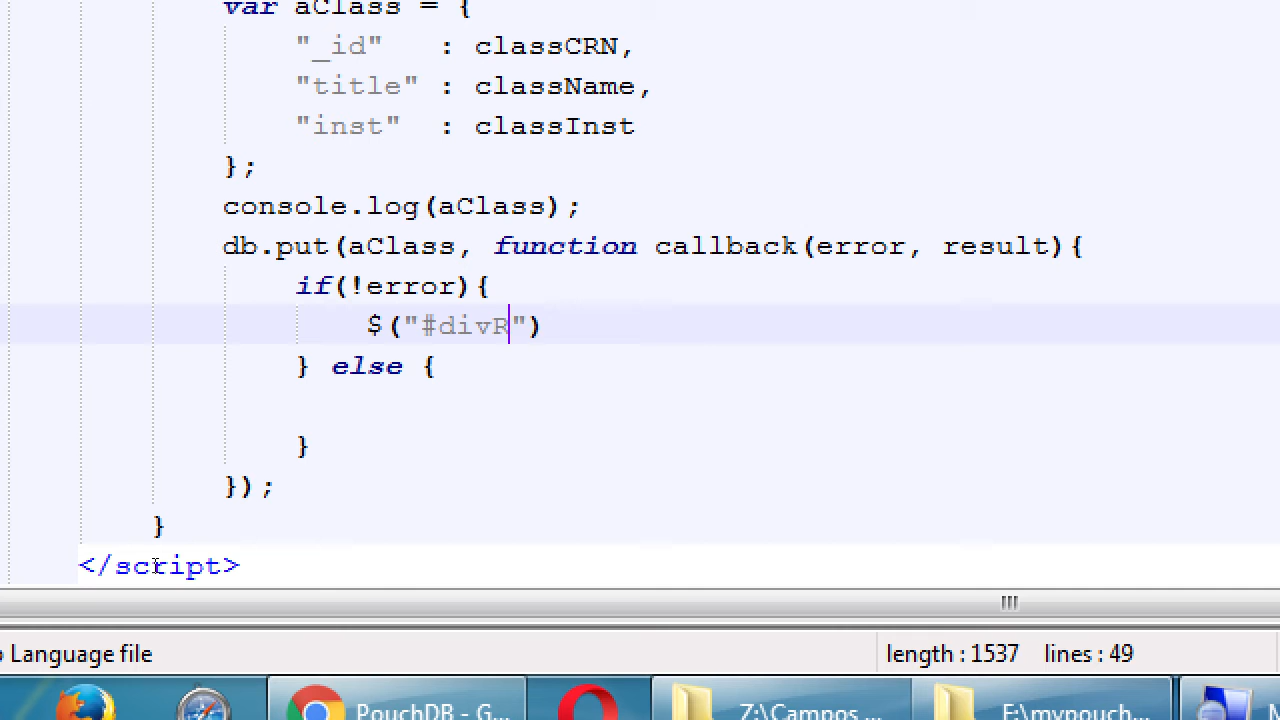 var aClass = {
"_id" : classCRN,
"title" : className,
"inst" : classInst
};
console.log(aClass);
db.put(aClass, function callback(error, result){
if(!error){
$("#divR")
} else {
}
});
}
</script>
Language file
length : 1537 lines : 49
PouchDB - G... Z:\Campos ... F:\mypouch...